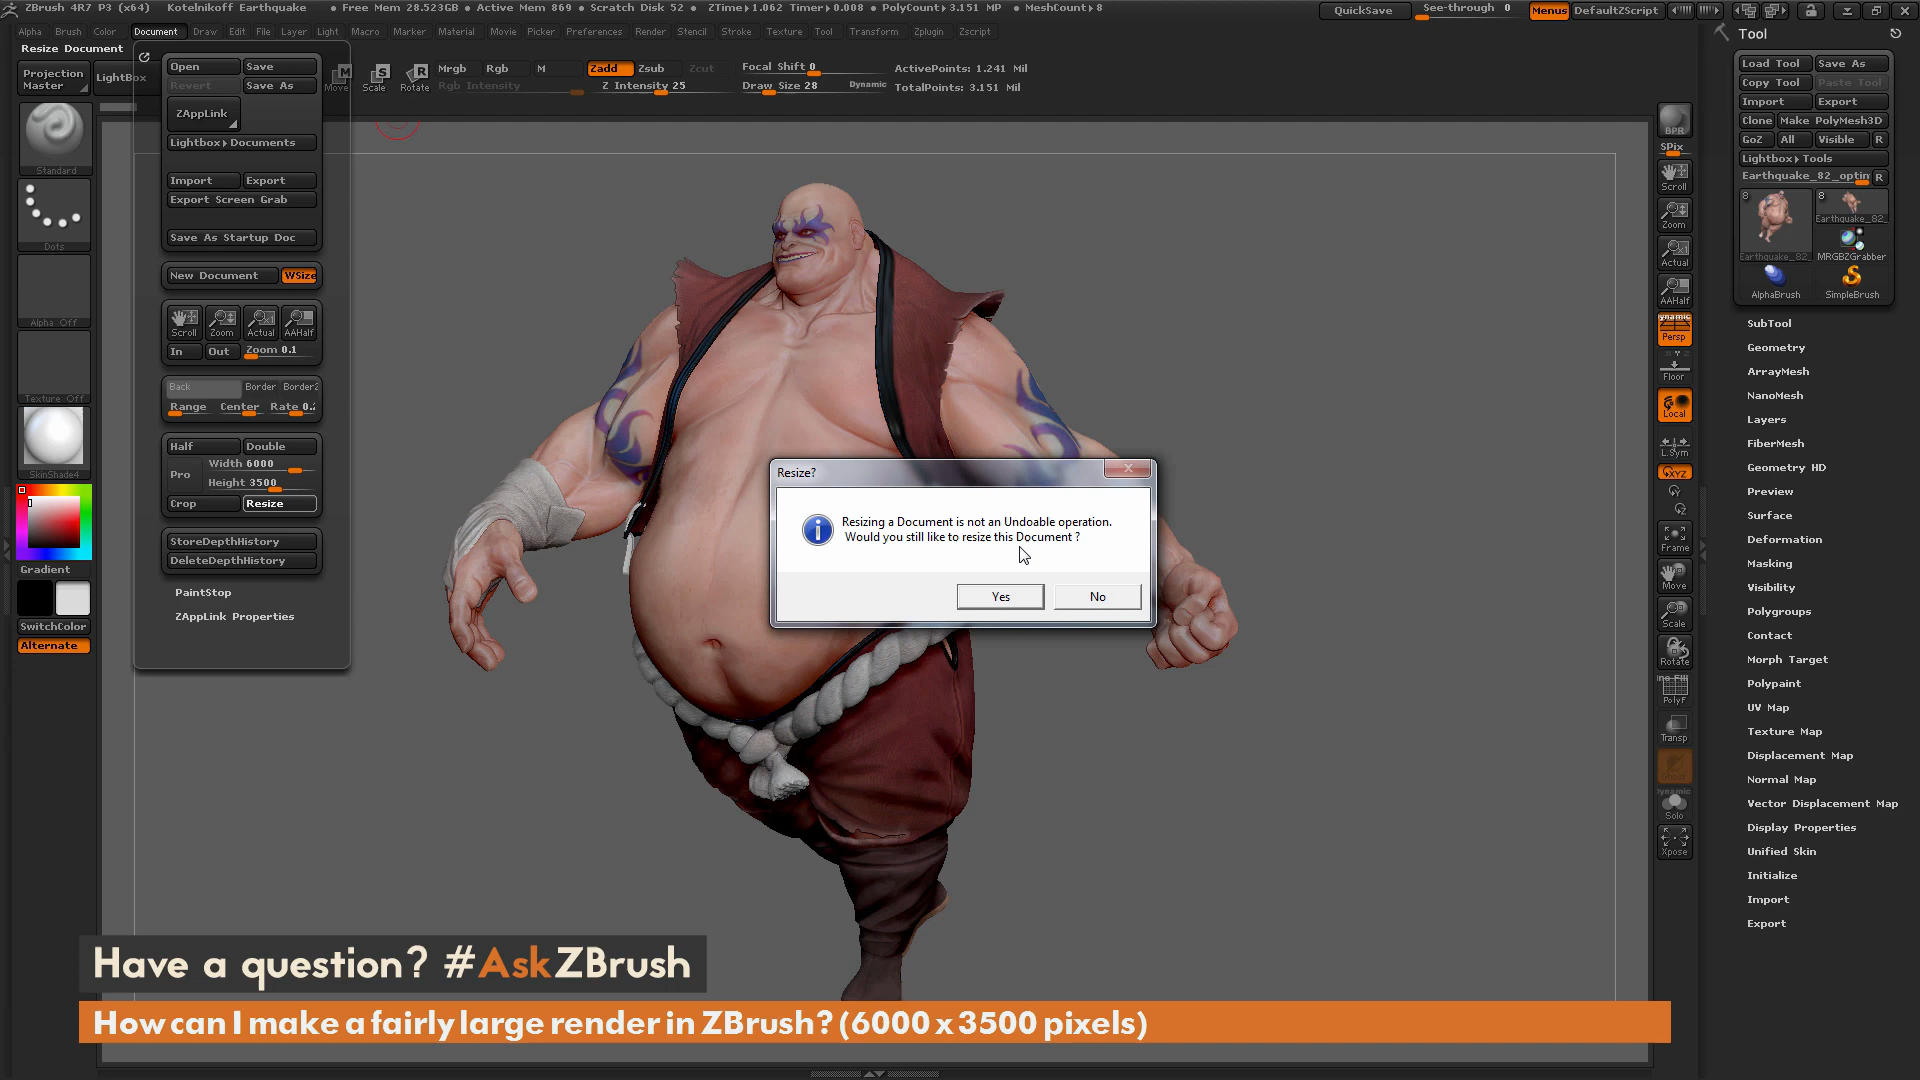 ZBrush 4R7 P3 (x64) Kotelnikoff Earthquake • Free Mem 28.523GB • Active Mem 869 • Scratch Disk 52 • ZTime▸1.062 Timer▸0.008 • PolyCount▸3.151 MP • MeshCount▸8
QuickSave See-through 0 Menus DefaultZScript
Alpha Brush Color Document Draw Edit File Layer Light Macro Marker Material Movie Picker Preferences Render Stencil Stroke Texture Tool Transform Zplugin Zscript
Resize Document
Projection Master
LightBox
Move
Scale
Rotate
Mrgb Rgb M
Rgb Intensity
Zadd Zsub Zcut
Z Intensity 25
Focal Shift 0
Draw Size 28
Dynamic
ActivePoints: 1.241 Mil
TotalPoints: 3.151 Mil
Standard
Dots
Alpha Off
Texture Off
SkinShade4
Gradient
SwitchColor
Alternate
Open Save
Revert Save As
ZAppLink
Lightbox▸Documents
Import Export
Export Screen Grab
Save As Startup Doc
New Document WSize
Scroll Zoom Actual AAHalf
In Out Zoom 0.1
Back Border Border2
Range Center Rate 0.2
Half Double
Pro
Width 6000
Height 3500
Crop Resize
StoreDepthHistory
DeleteDepthHistory
PaintStop
ZAppLink Properties
Resize?
Resizing a Document is not an Undoable operation.
Would you still like to resize this Document ?
Yes No
BPR
SPix
Scroll
Zoom
Actual
AAHalf
Persp
Floor
Local
L.Sym
XYZ
Frame
Move
Scale
Rotate
PolyF
Transp
Ghost
Dynamic
Solo
Xpose
Tool
Load Tool Save As
Copy Tool Paste Tool
Import Export
Clone Make PolyMesh3D
GoZ All Visible R
Lightbox▸Tools
Earthquake_82_optin R
8 8
Earthquake_82_
Earthquake_82_
MRGBZGrabber
AlphaBrush SimpleBrush
SubTool
Geometry
ArrayMesh
NanoMesh
Layers
FiberMesh
Geometry HD
Preview
Surface
Deformation
Masking
Visibility
Polygroups
Contact
Morph Target
Polypaint
UV Map
Texture Map
Displacement Map
Normal Map
Vector Displacement Map
Display Properties
Unified Skin
Initialize
Import
Export
Have a question? #AskZBrush
How can I make a fairly large render in ZBrush? (6000 x 3500 pixels)